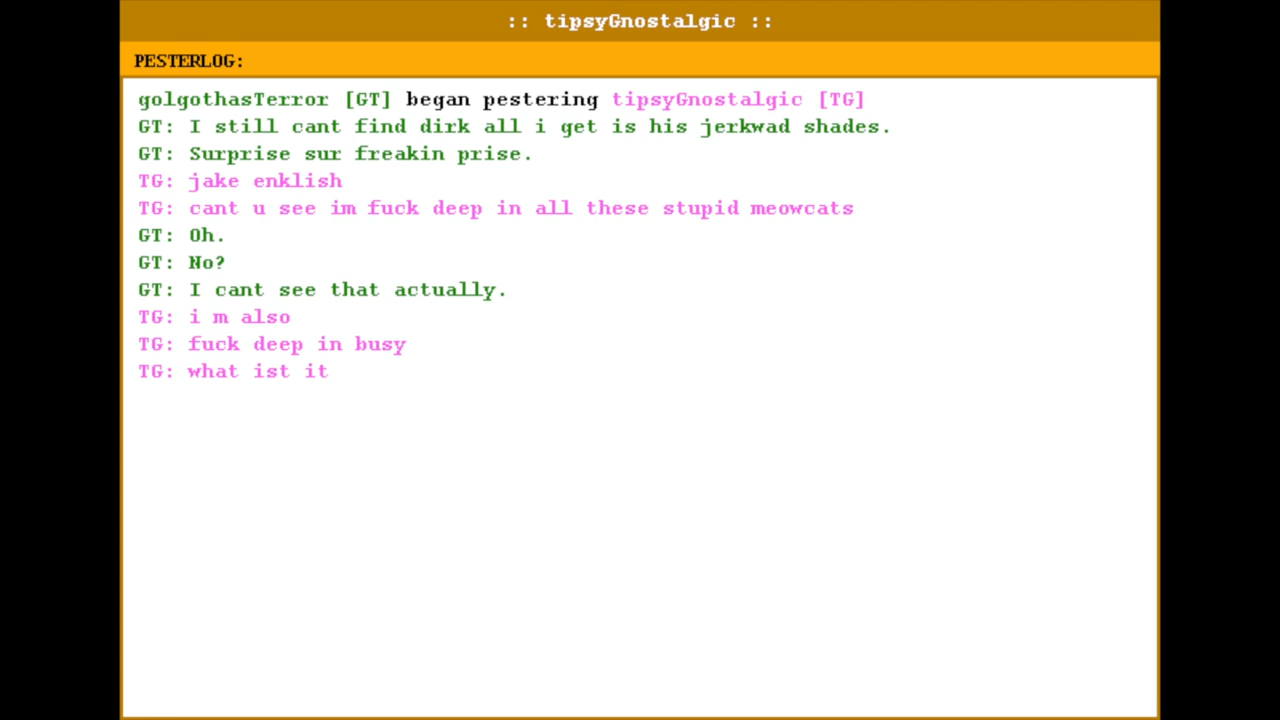 :: tipsyGnostalgic ::
PESTERLOG:
golgothasTerror [GT] began pestering tipsyGnostalgic [TG]
GT: I still cant find dirk all i get is his jerkwad shades.
GT: Surprise sur freakin prise.
TG: jake enklish
TG: cant u see im fuck deep in all these stupid meowcats
GT: Oh.
GT: No?
GT: I cant see that actually.
TG: i m also
TG: fuck deep in busy
TG: what ist it